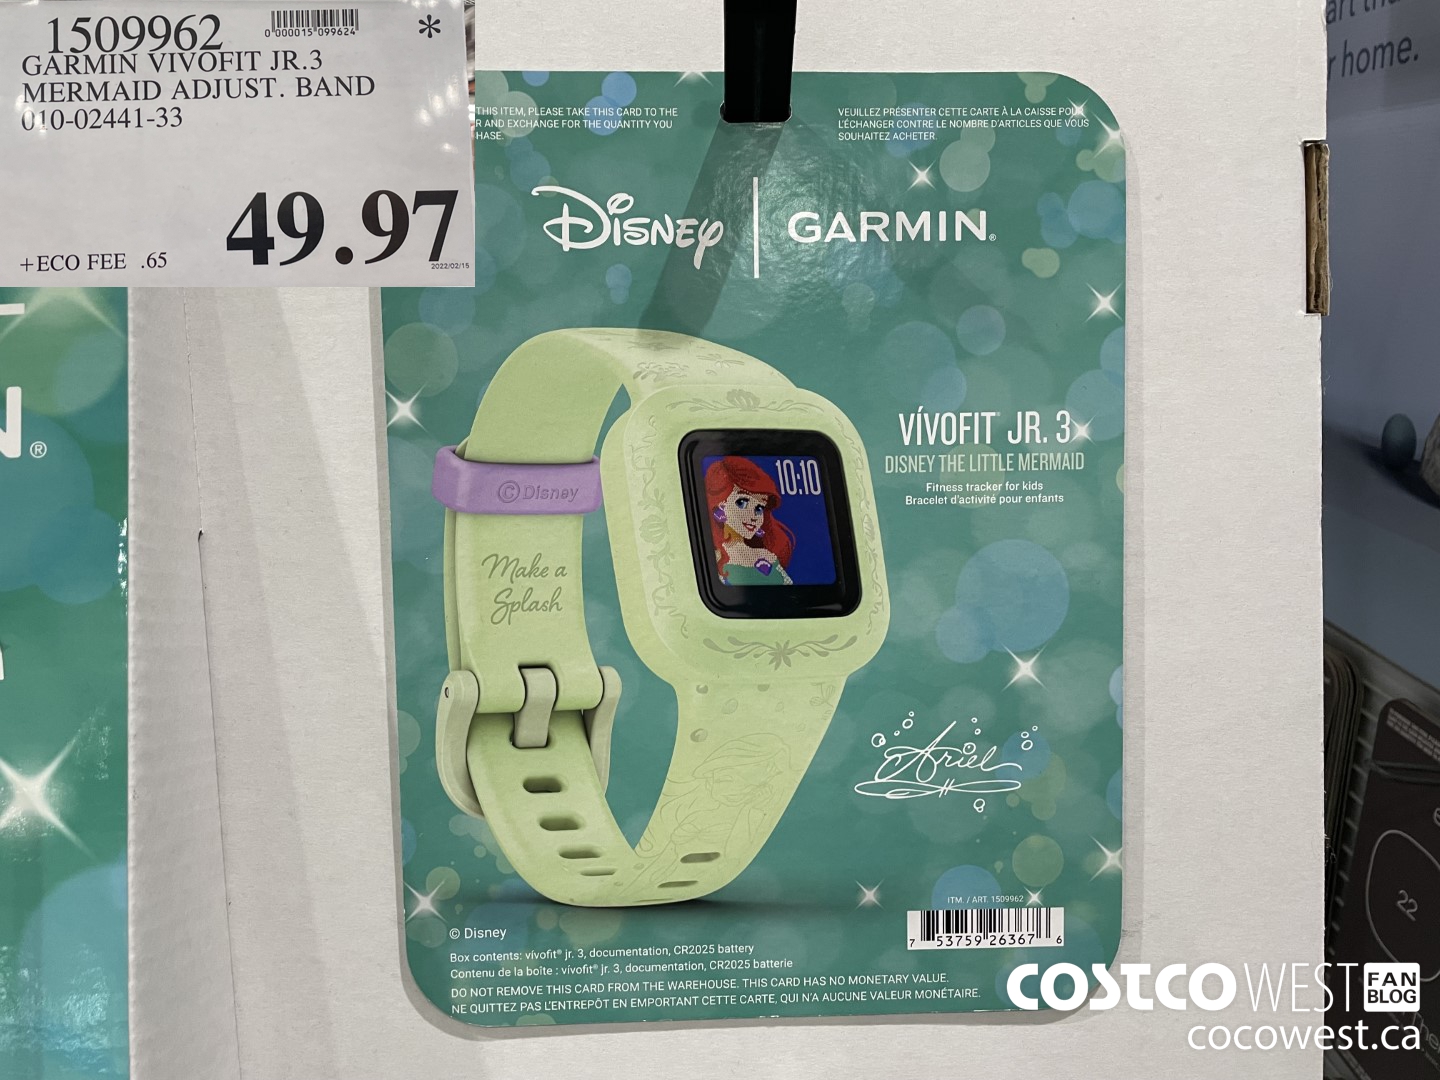 1509962
0 000015 099624
*
GARMIN VIVOFIT JR.3
MERMAID ADJUST. BAND
010-02441-33
49.97
+ECO FEE .65
2022/02/15
home.
THIS ITEM, PLEASE TAKE THIS CARD TO THE
AND EXCHANGE FOR THE QUANTITY YOU
VEUILLEZ PRÉSENTER CETTE CARTE À LA CAISSE POUR
L'ÉCHANGER CONTRE LE NOMBRE D'ARTICLES QUE VOUS
SOUHAITEZ ACHETER.
Disney | GARMIN®
N®
VÍVOFIT® JR. 3
DISNEY THE LITTLE MERMAID
Fitness tracker for kids
Bracelet d'activité pour enfants
10:10
© Disney
Make a
Splash
Ariel
22
ITM. / ART. 1509962
7 53759 26367 6
© Disney
Box contents: vívofit® jr. 3, documentation, CR2025 battery
Contenu de la boîte : vívofit® jr. 3, documentation, CR2025 batterie
DO NOT REMOVE THIS CARD FROM THE WAREHOUSE. THIS CARD HAS NO MONETARY VALUE.
NE QUITTEZ PAS L'ENTREPÔT EN EMPORTANT CETTE CARTE, QUI N'A AUCUNE VALEUR MONÉTAIRE.
COSTCO WEST FAN BLOG
cocowest.ca